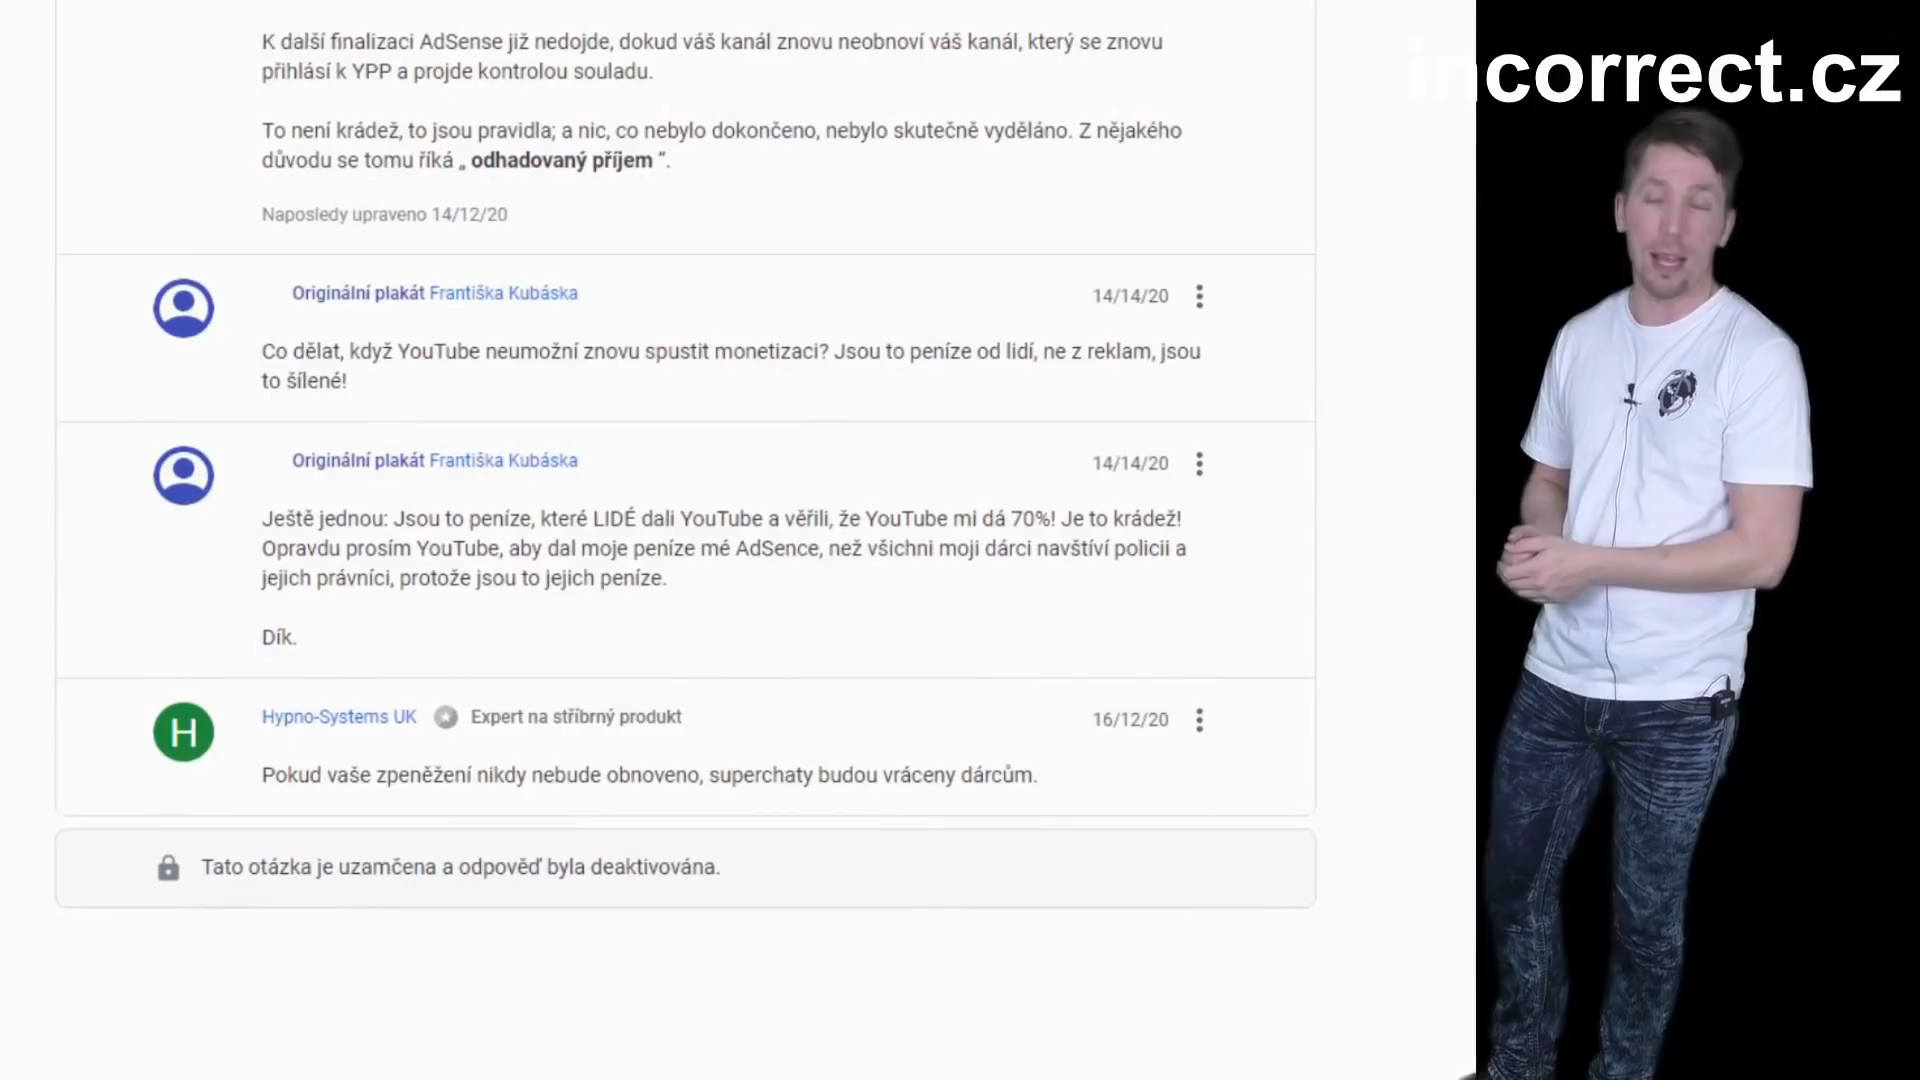 K další finalizaci AdSense již nedojde, dokud váš kanál znovu neobnoví váš kanál, který se znovu
přihlásí k YPP a projde kontrolou souladu.
To není krádež, to jsou pravidla; a nic, co nebylo dokončeno, nebylo skutečně vyděláno. Z nějakého
důvodu se tomu říká „ odhadovaný příjem “.
Naposledy upraveno 14/12/20
Originální plakát Františka Kubáska
14/14/20
Co dělat, když YouTube neumožní znovu spustit monetizaci? Jsou to peníze od lidí, ne z reklam, jsou
to šílené!
Originální plakát Františka Kubáska
14/14/20
Ještě jednou: Jsou to peníze, které LIDÉ dali YouTube a věřili, že YouTube mi dá 70%! Je to krádež!
Opravdu prosím YouTube, aby dal moje peníze mé AdSence, než všichni moji dárci navštíví policii a
jejich právníci, protože jsou to jejich peníze.
Dík.
H
Hypno-Systems UK Expert na stříbrný produkt
16/12/20
Pokud vaše zpeněžení nikdy nebude obnoveno, superchaty budou vráceny dárcům.
Tato otázka je uzamčena a odpověď byla deaktivována.
incorrect.cz